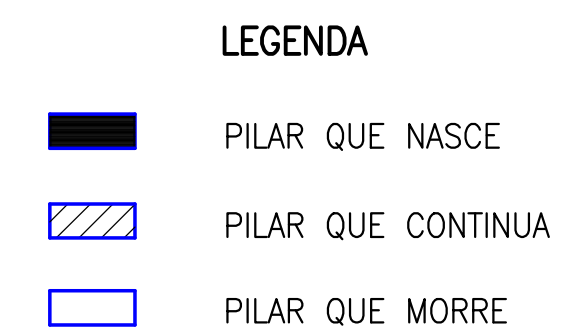 LEGENDA
PILAR QUE NASCE
PILAR QUE CONTINUA
PILAR QUE MORRE